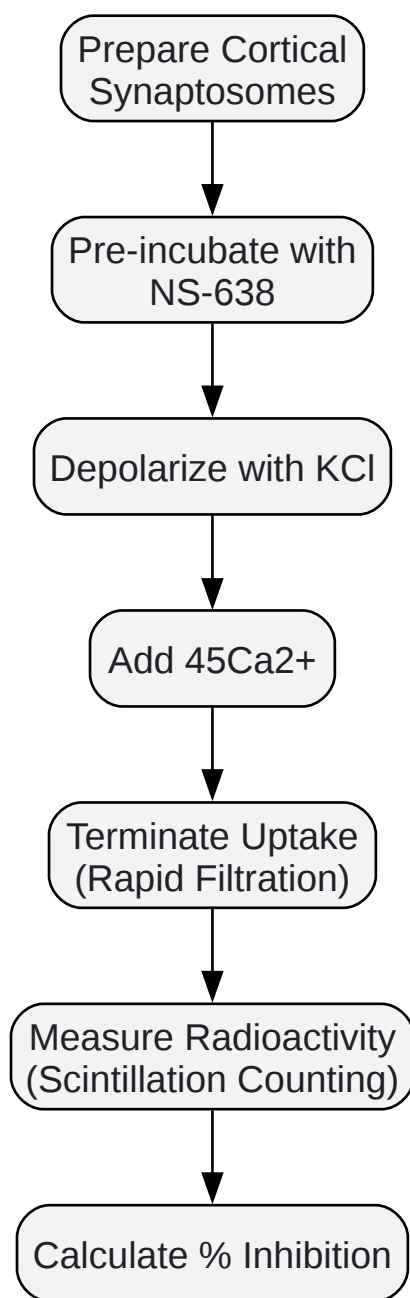 Prepare Cortical
Synaptosomes
Pre-incubate with
NS-638
Depolarize with KCl
Add 45Ca2+
Terminate Uptake
(Rapid Filtration)
Measure Radioactivity
(Scintillation Counting)
Calculate % Inhibition